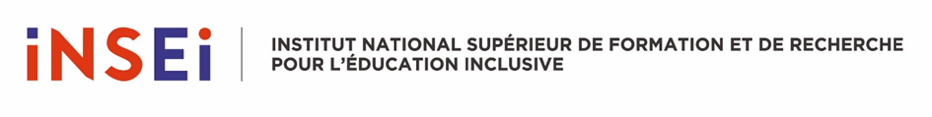 iNSEi
INSTITUT NATIONAL SUPÉRIEUR DE FORMATION ET DE RECHERCHE
POUR L'ÉDUCATION INCLUSIVE